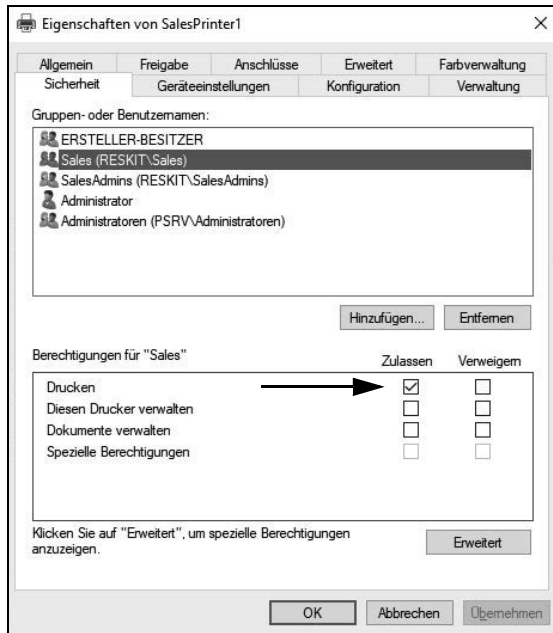 Eigenschaften von SalesPrinter1
Allgemein Freigabe Anschlüsse Erweitert Farbverwaltung
Sicherheit Geräteeinstellungen Konfiguration Verwaltung
Gruppen- oder Benutzernamen:
ERSTELLER-BESITZER
Sales (RESKIT\Sales)
SalesAdmins (RESKIT\SalesAdmins)
Administrator
Administratoren (PSRV\Administratoren)
Hinzufügen... Entfernen
Berechtigungen für "Sales" Zulassen Verweigern
Drucken
Diesen Drucker verwalten
Dokumente verwalten
Spezielle Berechtigungen
Klicken Sie auf "Erweitert", um spezielle Berechtigungen
anzuzeigen.
Erweitert
OK Abbrechen Übernehmen